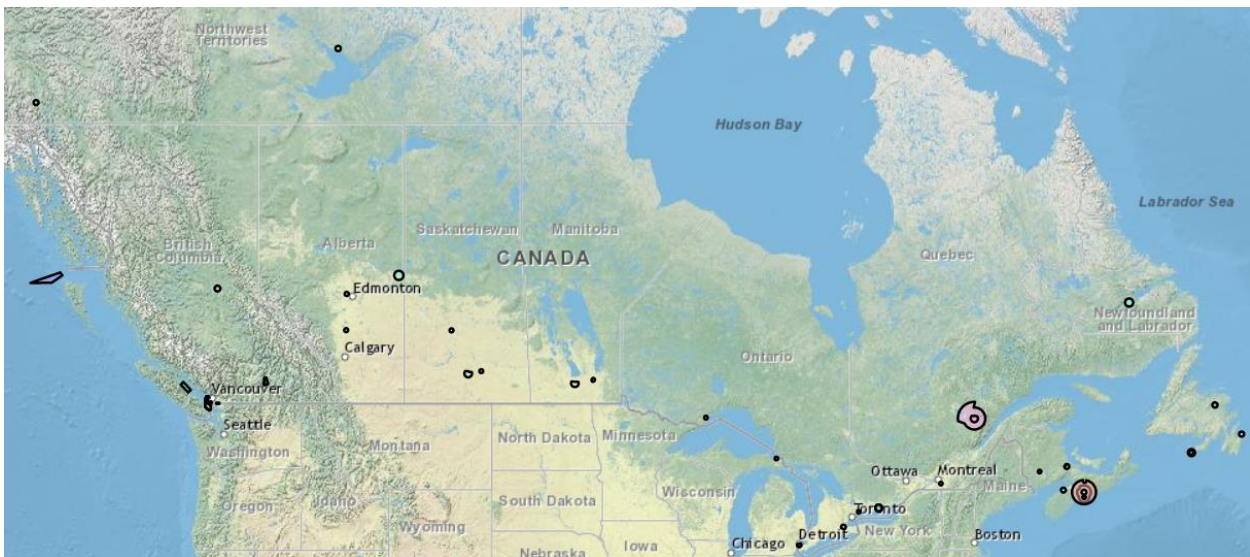 Northwest
Territories
Hudson Bay
Labrador Sea
British
Columbia
Alberta
Saskatchewan
Manitoba
CANADA
Quebec
Edmonton
Newfoundland
and Labrador
Calgary
Ontario
Vancouver
Seattle
Washington
Montana
North Dakota
Minnesota
Ottawa
Montreal
Maine
Oregon
Idaho
Wyoming
South Dakota
Wisconsin
Toronto
Detroit
New York
Boston
Chicago
Iowa
Nebraska